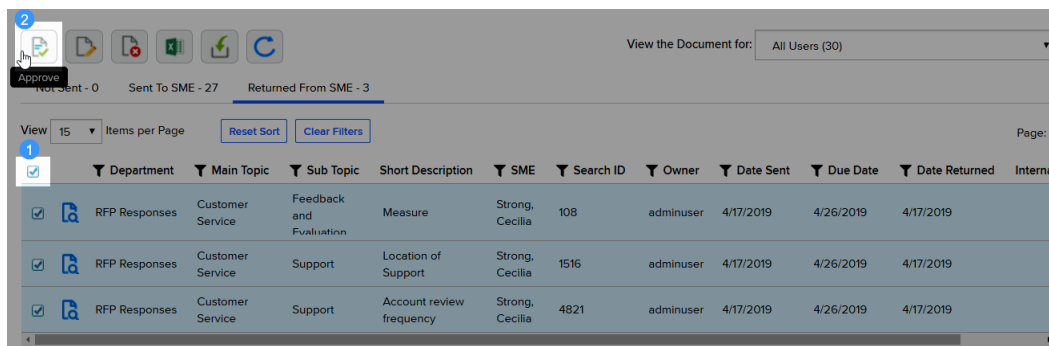 2
View the Document for: All Users (30)
Approve
Not Sent - 0 Sent To SME - 27 Returned From SME - 3
View 15 Items per Page Reset Sort Clear Filters Page:
1
Department Main Topic Sub Topic Short Description SME Search ID Owner Date Sent Due Date Date Returned Interna
RFP Responses Customer Service Feedback and Evaluation Measure Strong, Cecilia 108 adminuser 4/17/2019 4/26/2019 4/17/2019
RFP Responses Customer Service Support Location of Support Strong, Cecilia 1516 adminuser 4/17/2019 4/26/2019 4/17/2019
RFP Responses Customer Service Support Account review frequency Strong, Cecilia 4821 adminuser 4/17/2019 4/26/2019 4/17/2019